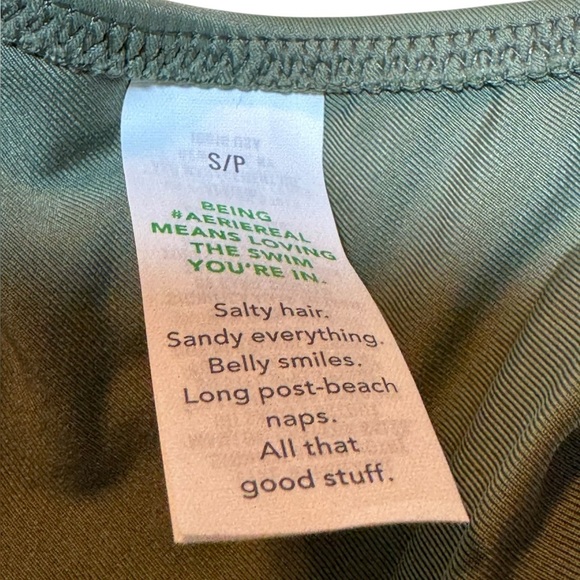 S/P
BEING
#AERIEREAL
MEANS LOVING
THE SWIM
YOU'RE IN.
Salty hair.
Sandy everything.
Belly smiles.
Long post-beach
naps.
All that
good stuff.